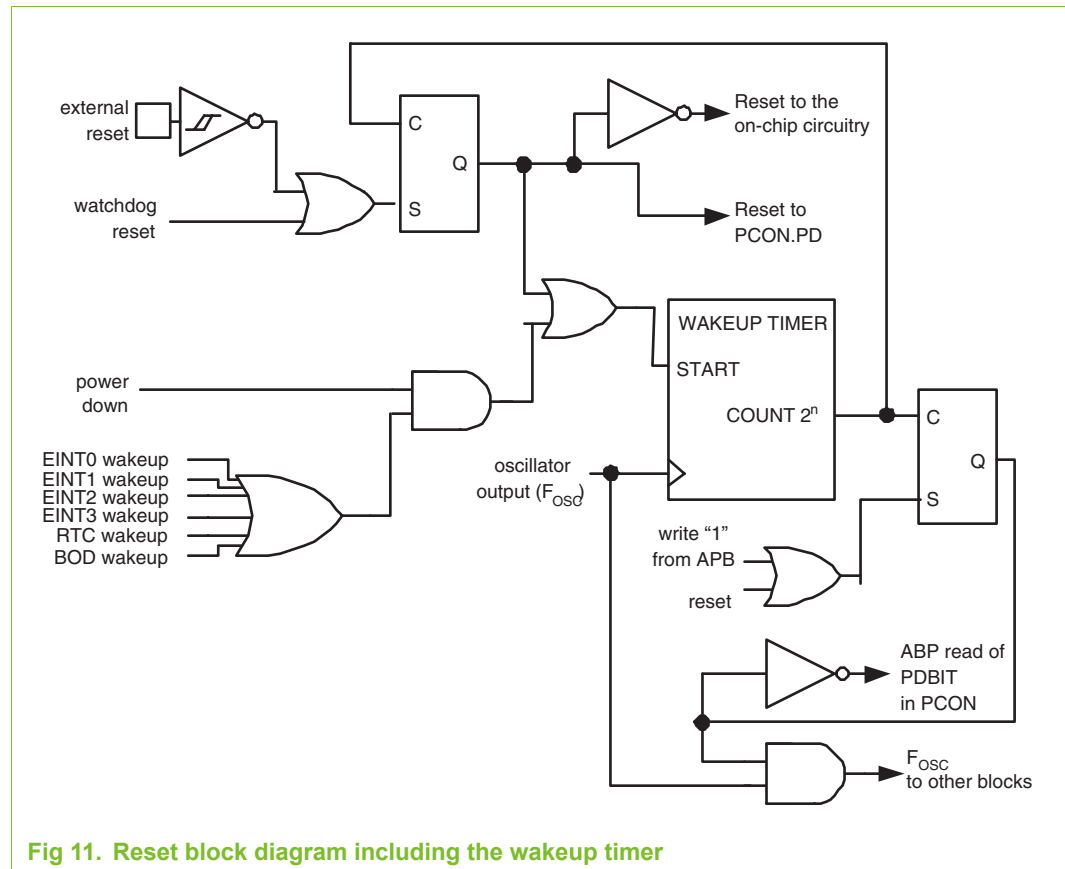 external
reset
watchdog
reset
C
Q
S
Reset to the
on-chip circuitry
Reset to
PCON.PD
power
down
EINT0 wakeup
EINT1 wakeup
EINT2 wakeup
EINT3 wakeup
RTC wakeup
BOD wakeup
WAKEUP TIMER
START
COUNT 2ⁿ
oscillator
output (F_OSC)
C
Q
S
write “1”
from APB
reset
ABP read of
PDBIT
in PCON
F_OSC
to other blocks
Fig 11. Reset block diagram including the wakeup timer